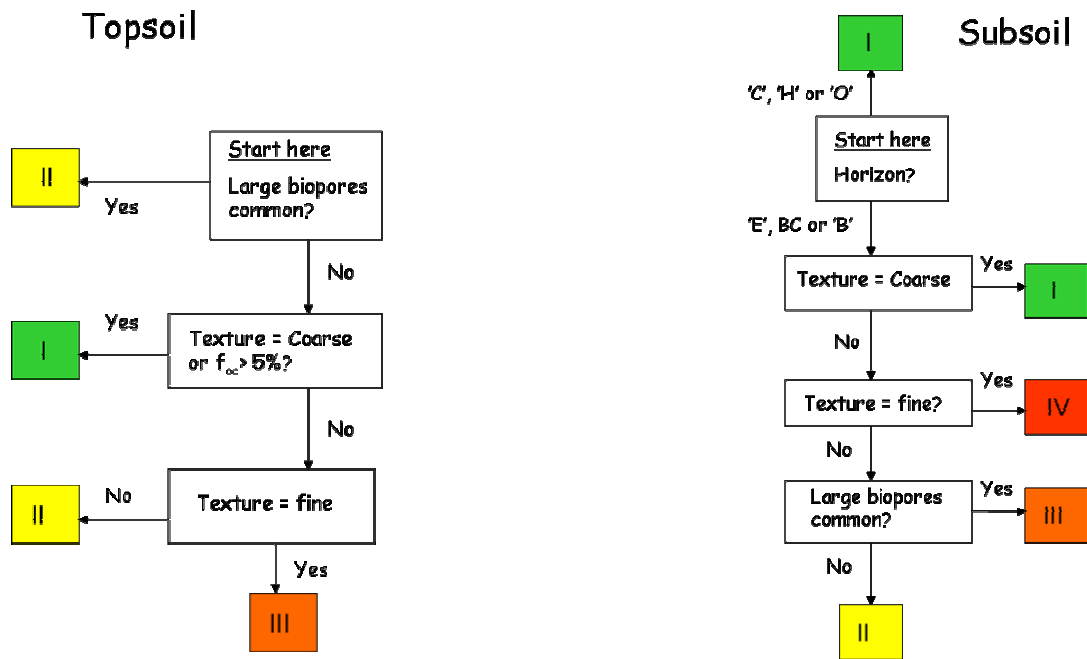 Topsoil
Start here
Large biopores
common?
II
Yes
No
Texture = Coarse
or foc > 5%?
Yes
I
No
Texture = fine
No
II
Yes
III
Subsoil
I
'C', 'H' or 'O'
Start here
Horizon?
'E', BC or 'B'
Texture = Coarse
Yes
I
No
Texture = fine?
Yes
IV
No
Large biopores
common?
Yes
III
No
II